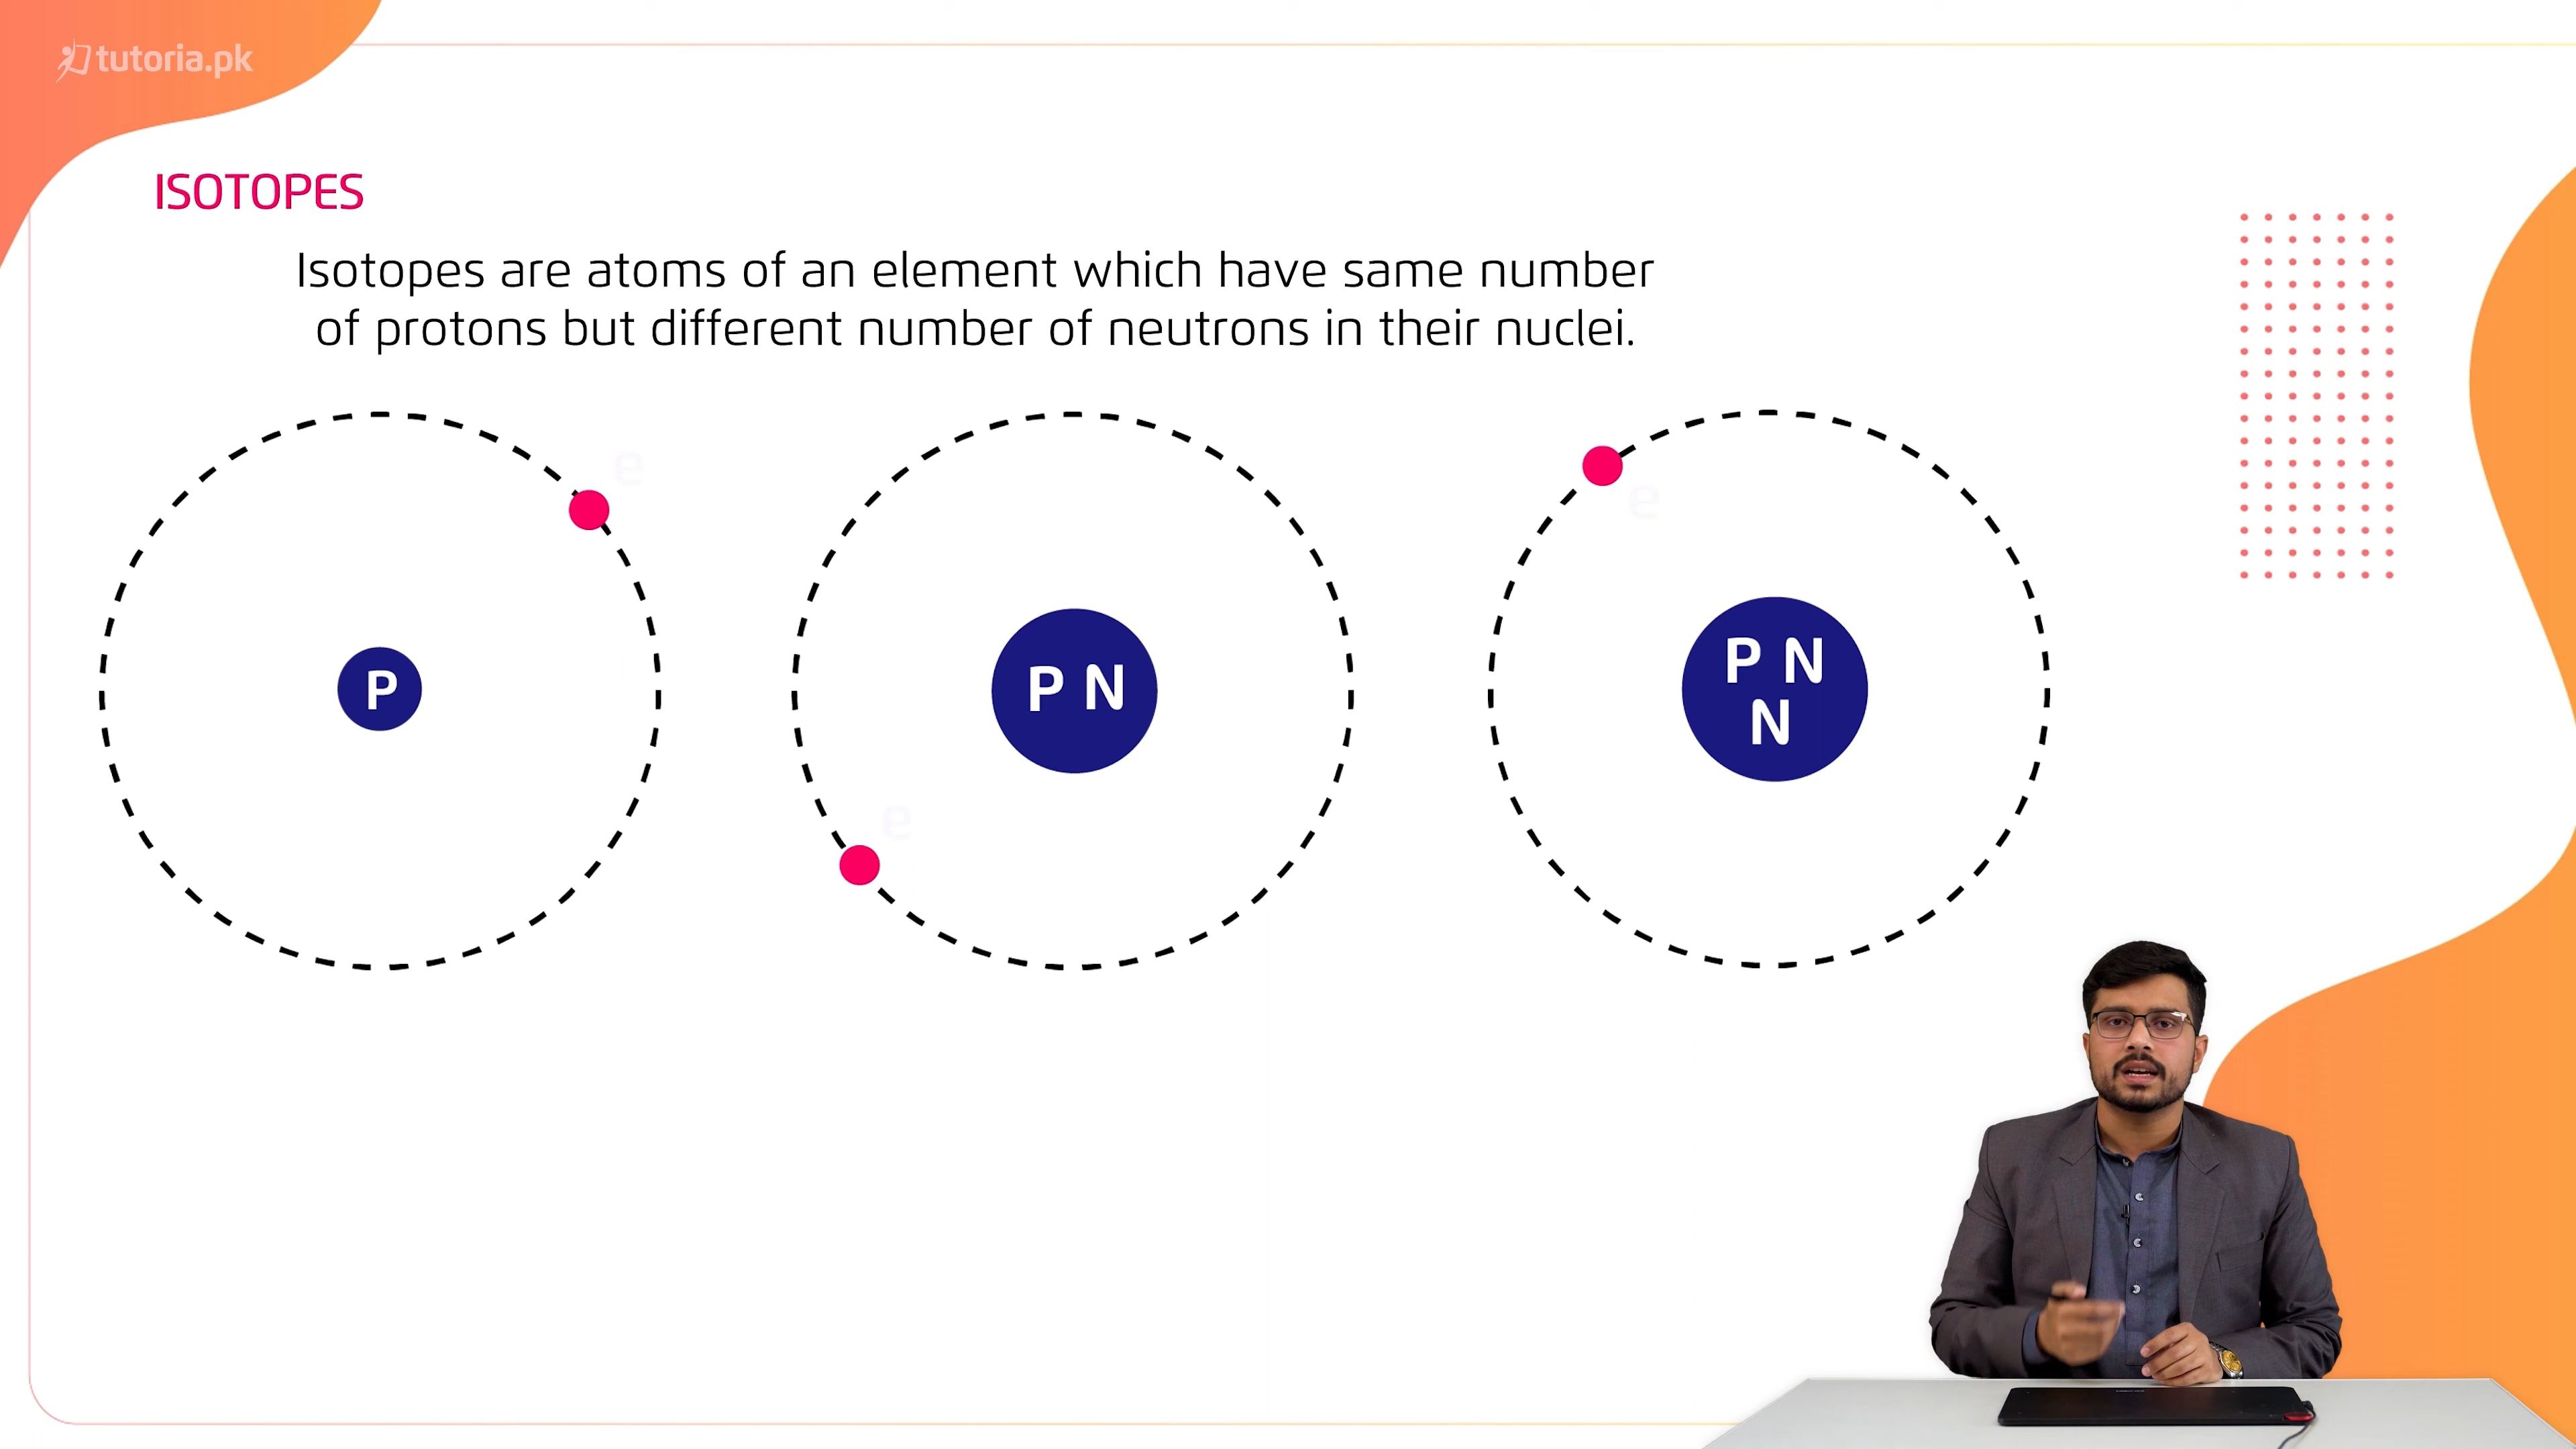 tutoria.pk
ISOTOPES
Isotopes are atoms of an element which have same number
of protons but different number of neutrons in their nuclei.
e
e
P
P N
P N
N
e